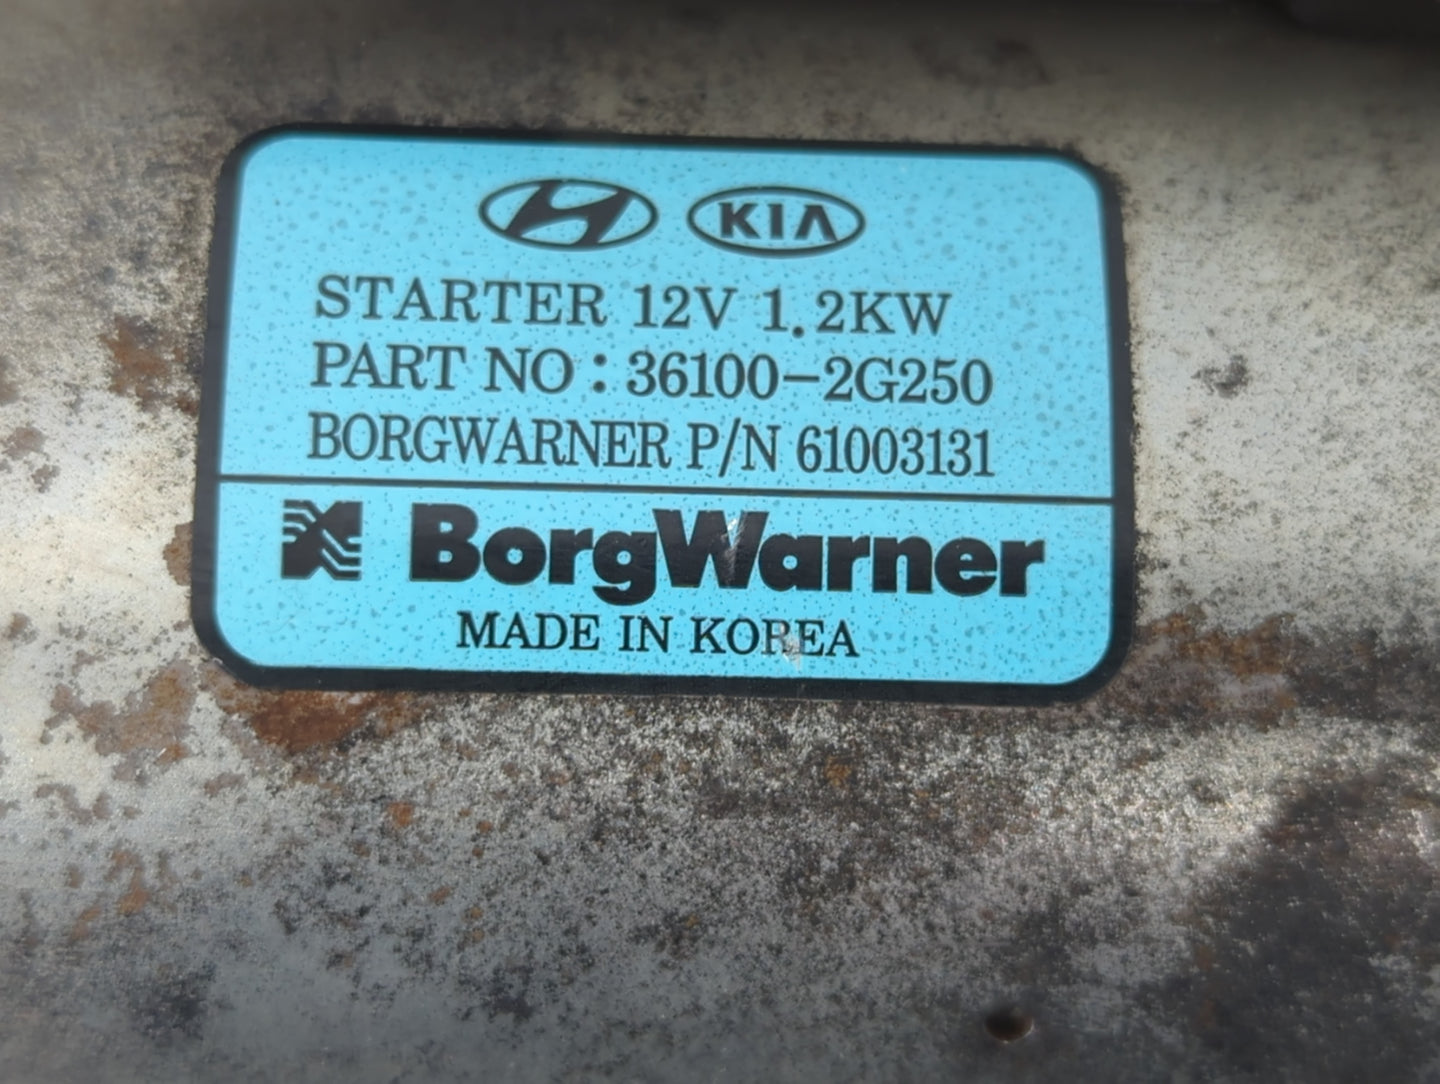 KIA
STARTER 12V 1.2KW
PART NO : 36100-2G250
BORGWARNER P/N 61003131
BorgWarner
MADE IN KOREA